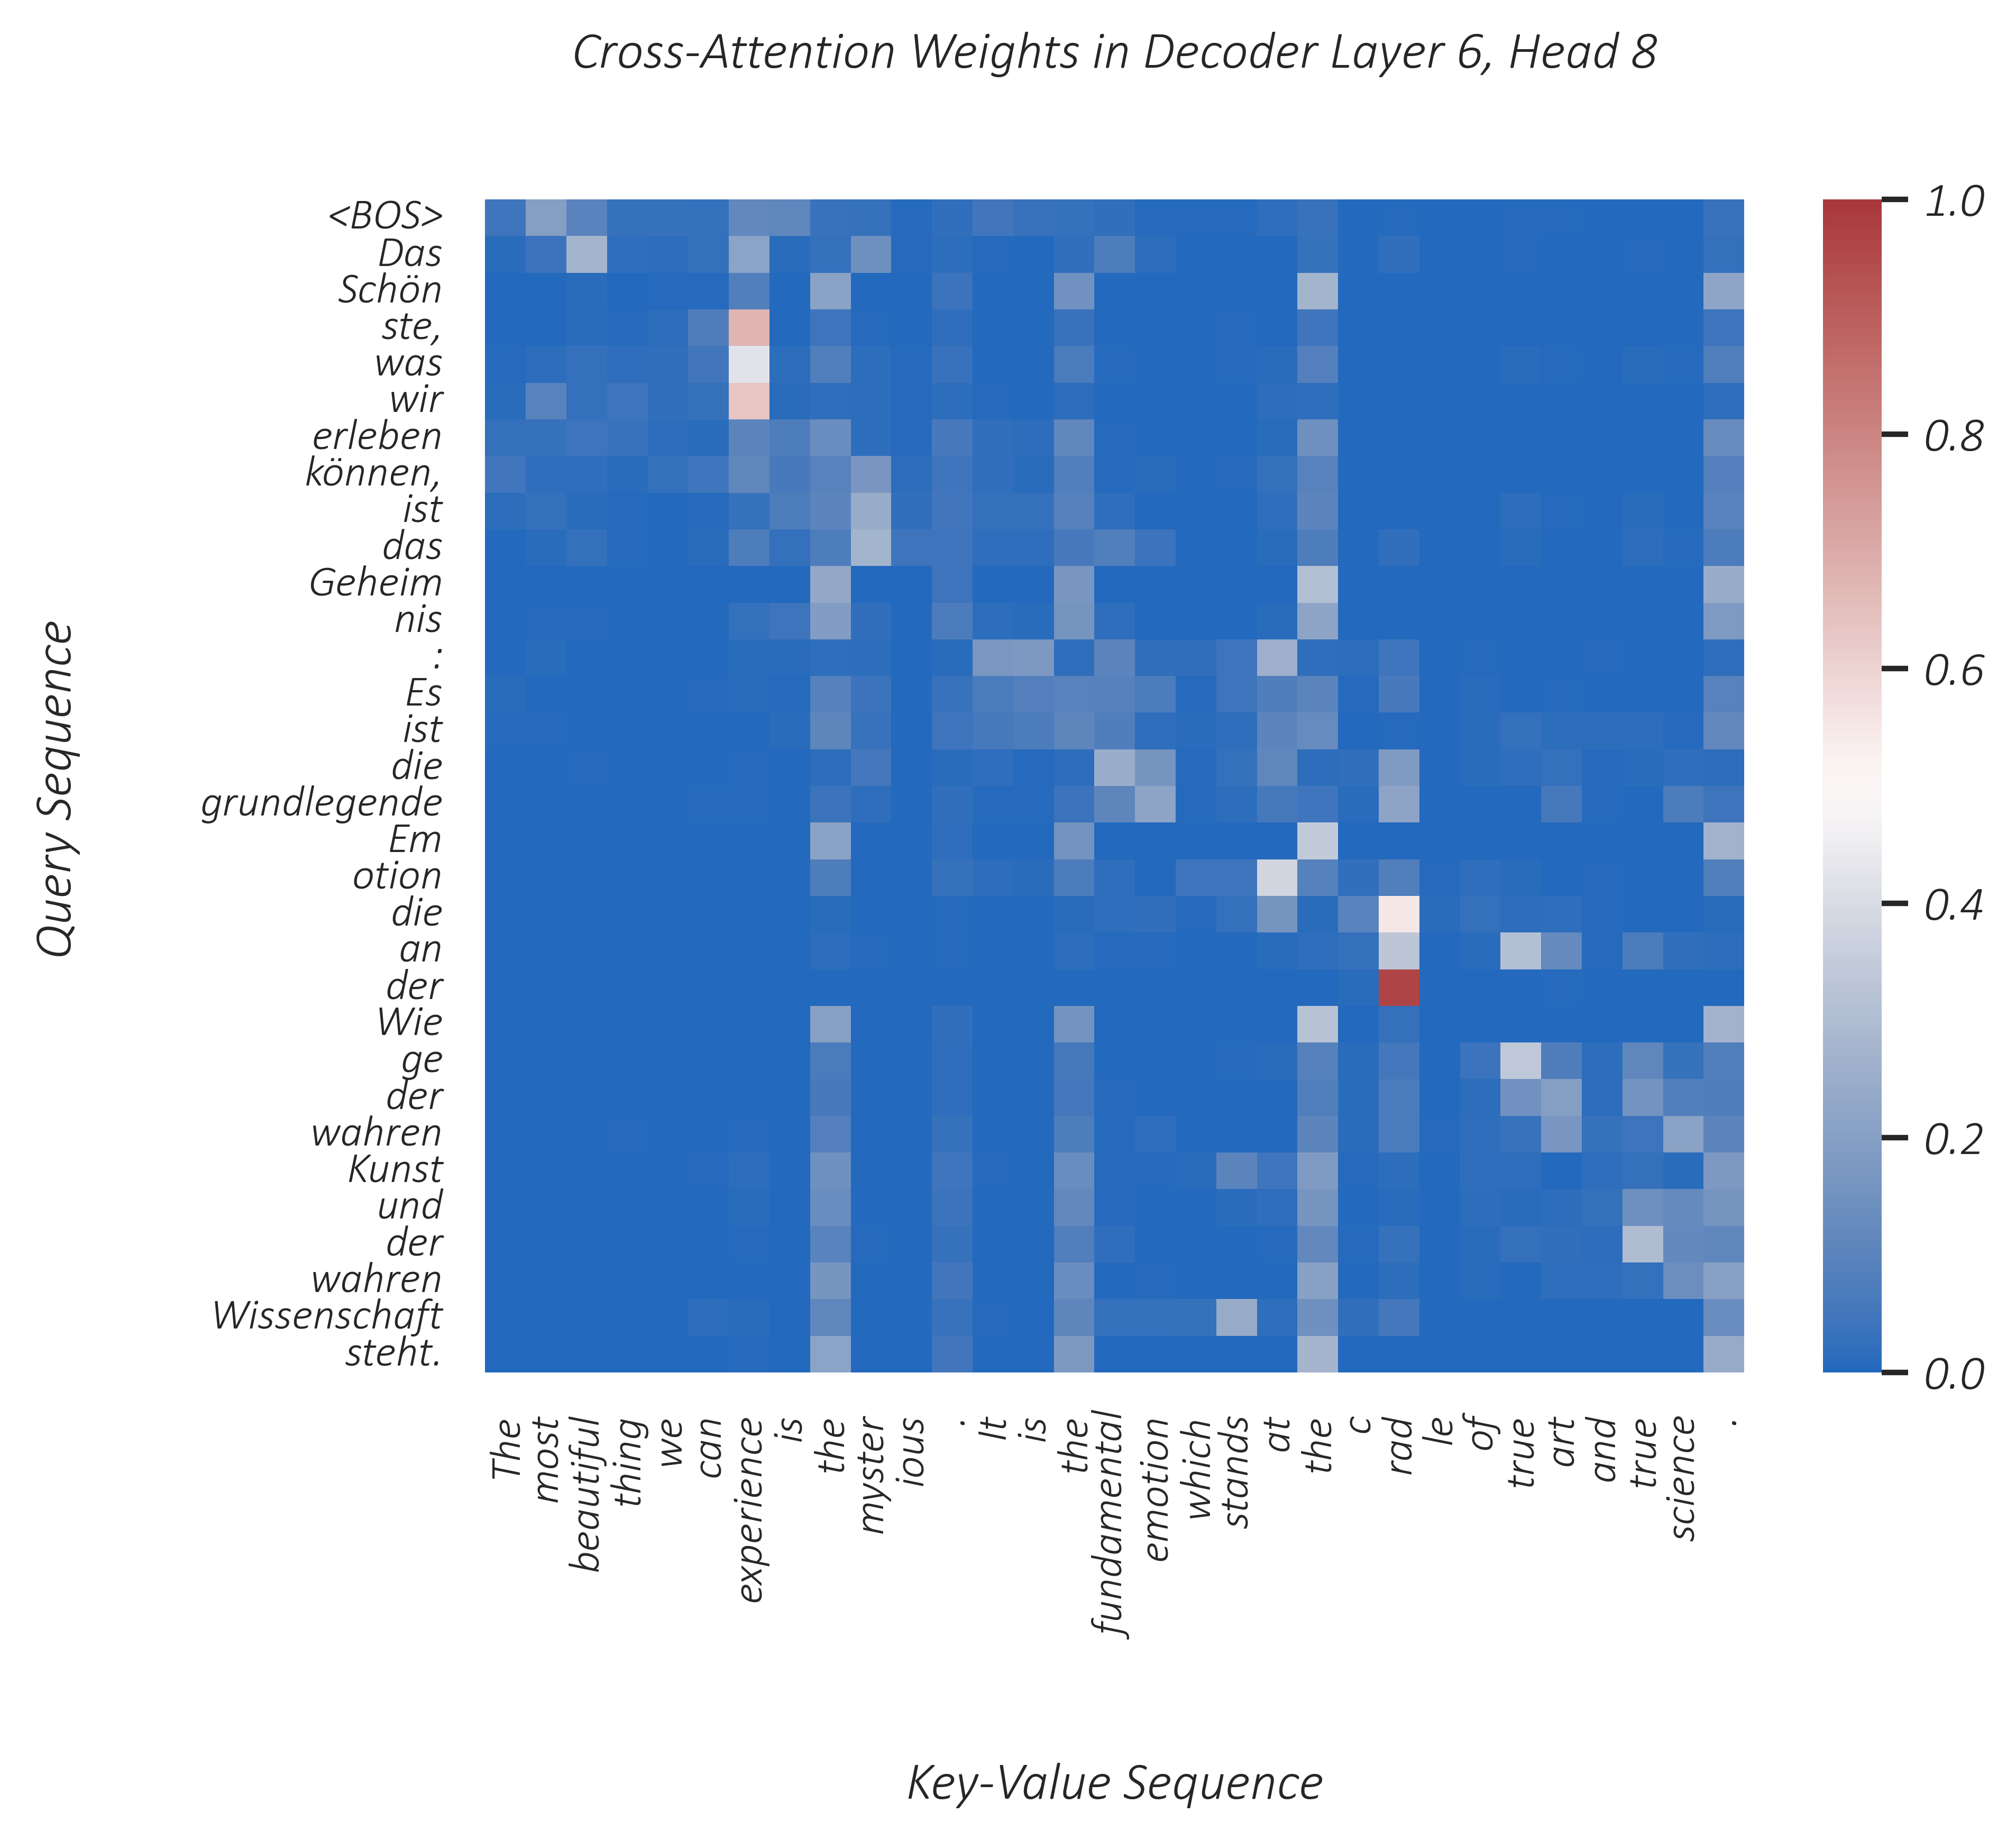 Cross-Attention Weights in Decoder Layer 6, Head 8
Query Sequence
<BOS>
Das
Schön
ste,
was
wir
erleben
können,
ist
das
Geheim
nis
:
Es
ist
die
grundlegende
Em
otion
die
an
der
Wie
ge
der
wahren
Kunst
und
der
wahren
Wissenschaft
steht.
The
most
beautiful
thing
we
can
experience
is
the
myster
ious
.
It
is
the
fundamental
emotion
which
stands
at
the
c
rad
le
of
true
art
and
true
science
.
Key-Value Sequence
1.0
0.8
0.6
0.4
0.2
0.0